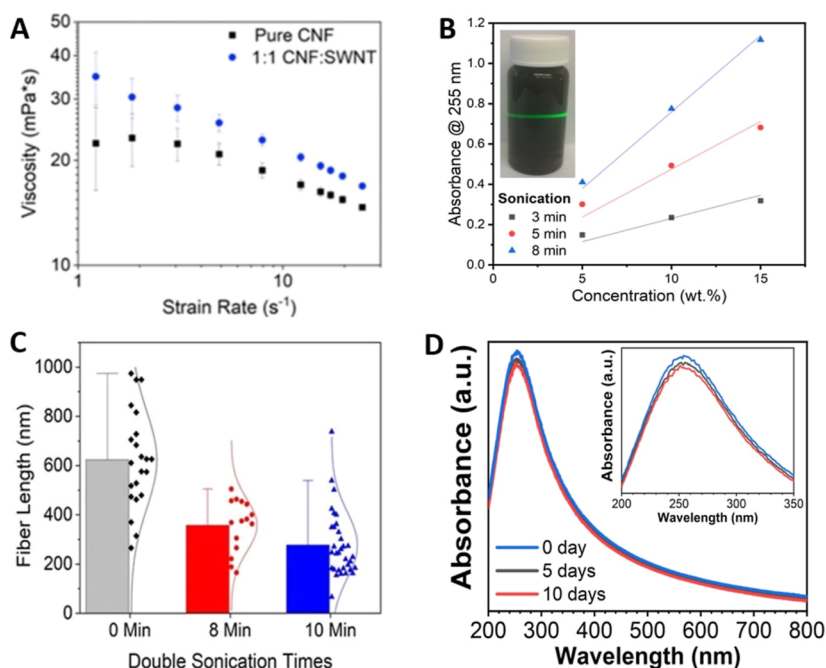 A
50
40
30
20
10
Viscosity (mPa*s)
Pure CNF
1:1 CNF:SWNT
1
10
Strain Rate (s⁻¹)
B
1.2
1.0
0.8
0.6
0.4
0.2
0.0
Absorbance @ 255 nm
Sonication
3 min
5 min
8 min
5
10
15
Concentration (wt.%)
C
1000
800
600
400
200
0
Fiber Length (nm)
0 Min
8 Min
10 Min
Double Sonication Times
D
Absorbance (a.u.)
0 day
5 days
10 days
200 300 400 500 600 700 800
Wavelength (nm)
Absorbance (a.u.)
200 250 300 350
Wavelength (nm)